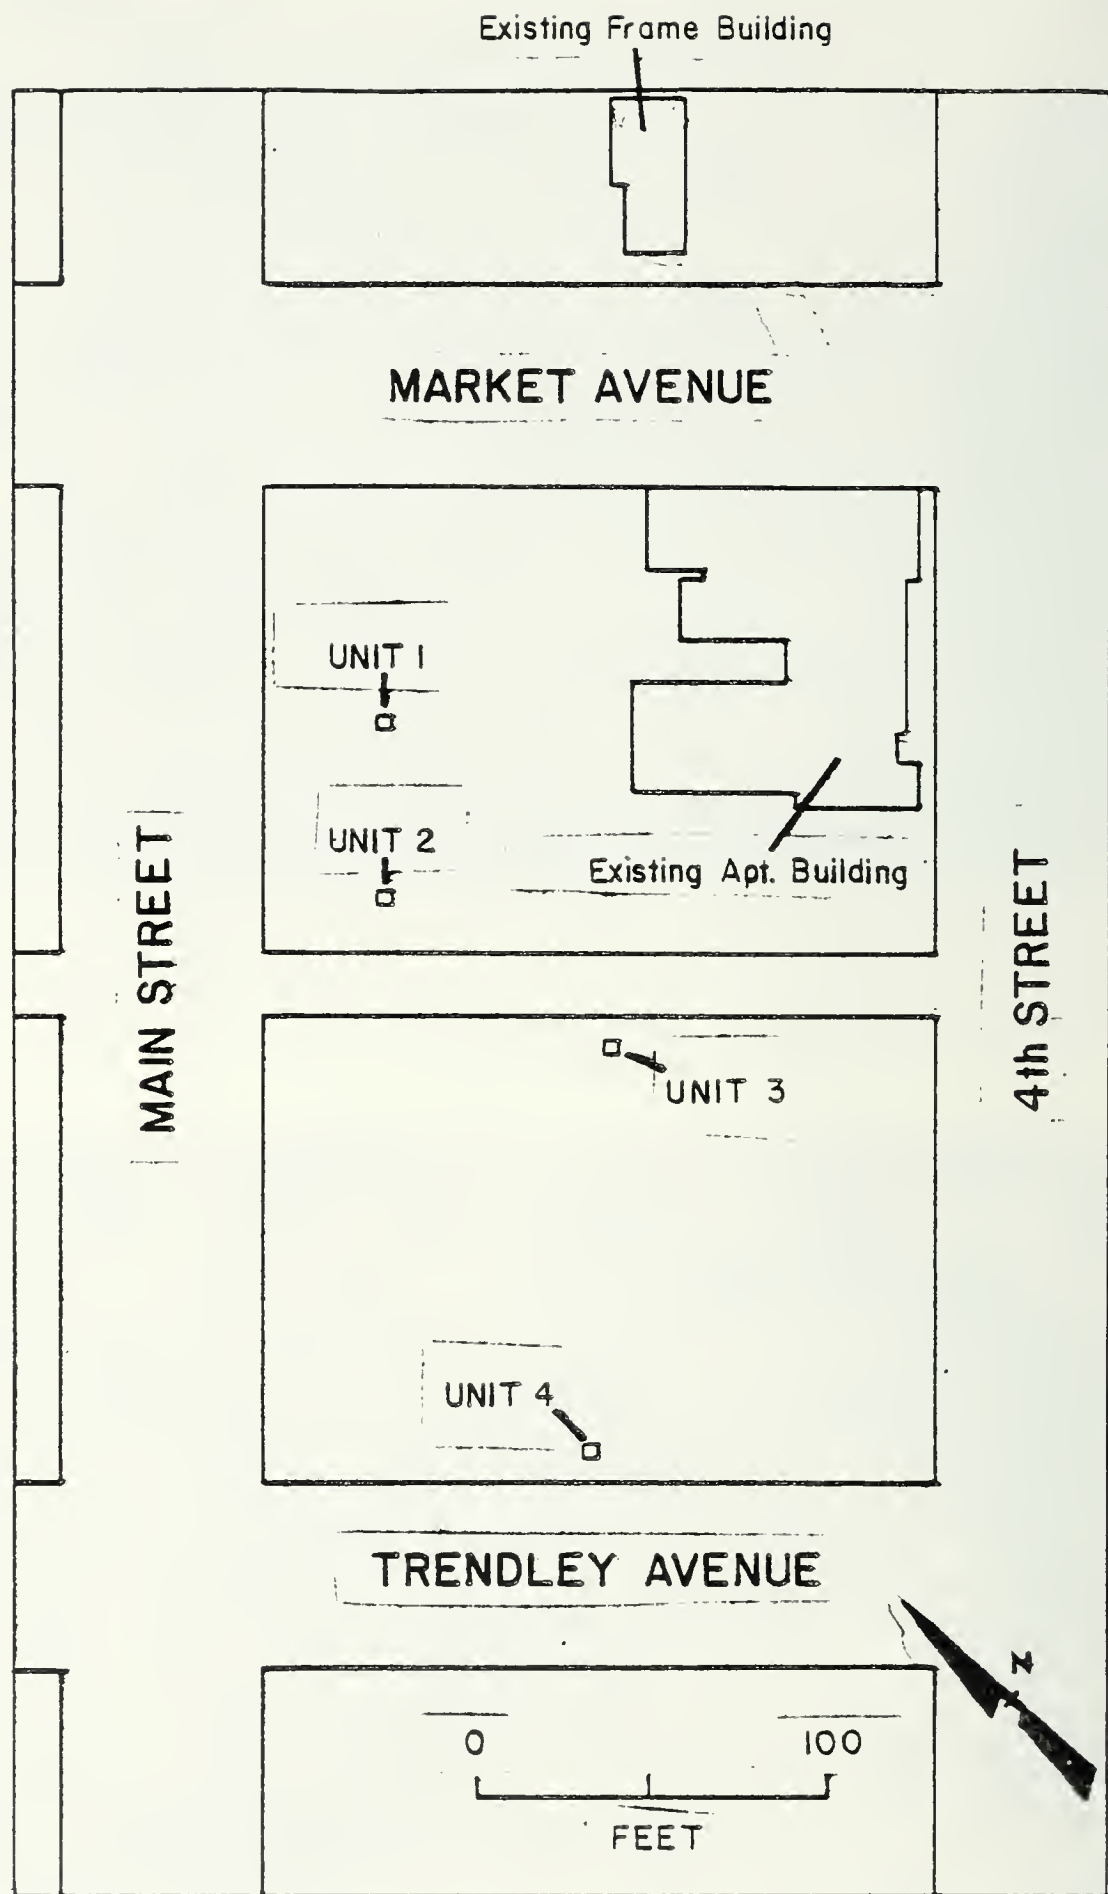 Existing Frame Building
MARKET AVENUE
UNIT 1
UNIT 2
Existing Apt. Building
MAIN STREET
4th STREET
UNIT 3
UNIT 4
TRENDLEY AVENUE
N
0 100
FEET